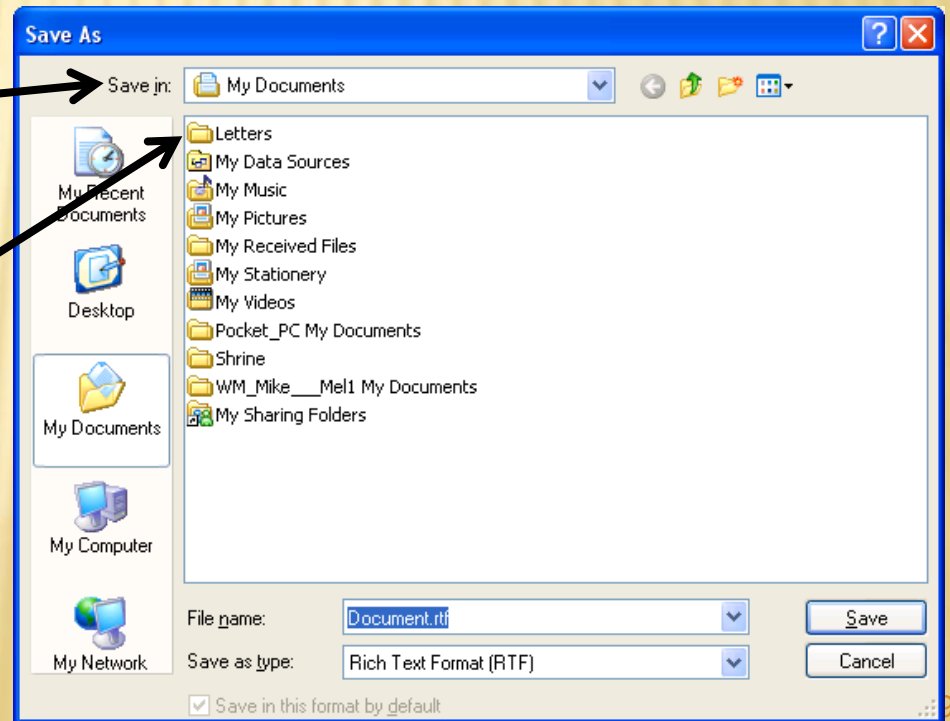 Save As
Save in: My Documents
Letters
My Data Sources
My Music
My Pictures
My Received Files
My Stationery
My Videos
Pocket_PC My Documents
Shrine
WM_Mike___Mel1 My Documents
My Sharing Folders
My Recent
Documents
Desktop
My Documents
My Computer
My Network
File name: Document.rtf Save
Save as type: Rich Text Format (RTF) Cancel
Save in this format by default